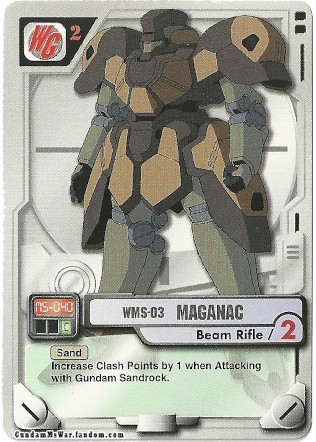 WG 2
MS-040
C
WMS-03 MAGANAC
Beam Rifle / 2
Sand
Increase Clash Points by 1 when Attacking
with Gundam Sandrock.
GundamMsWar.fandom.com